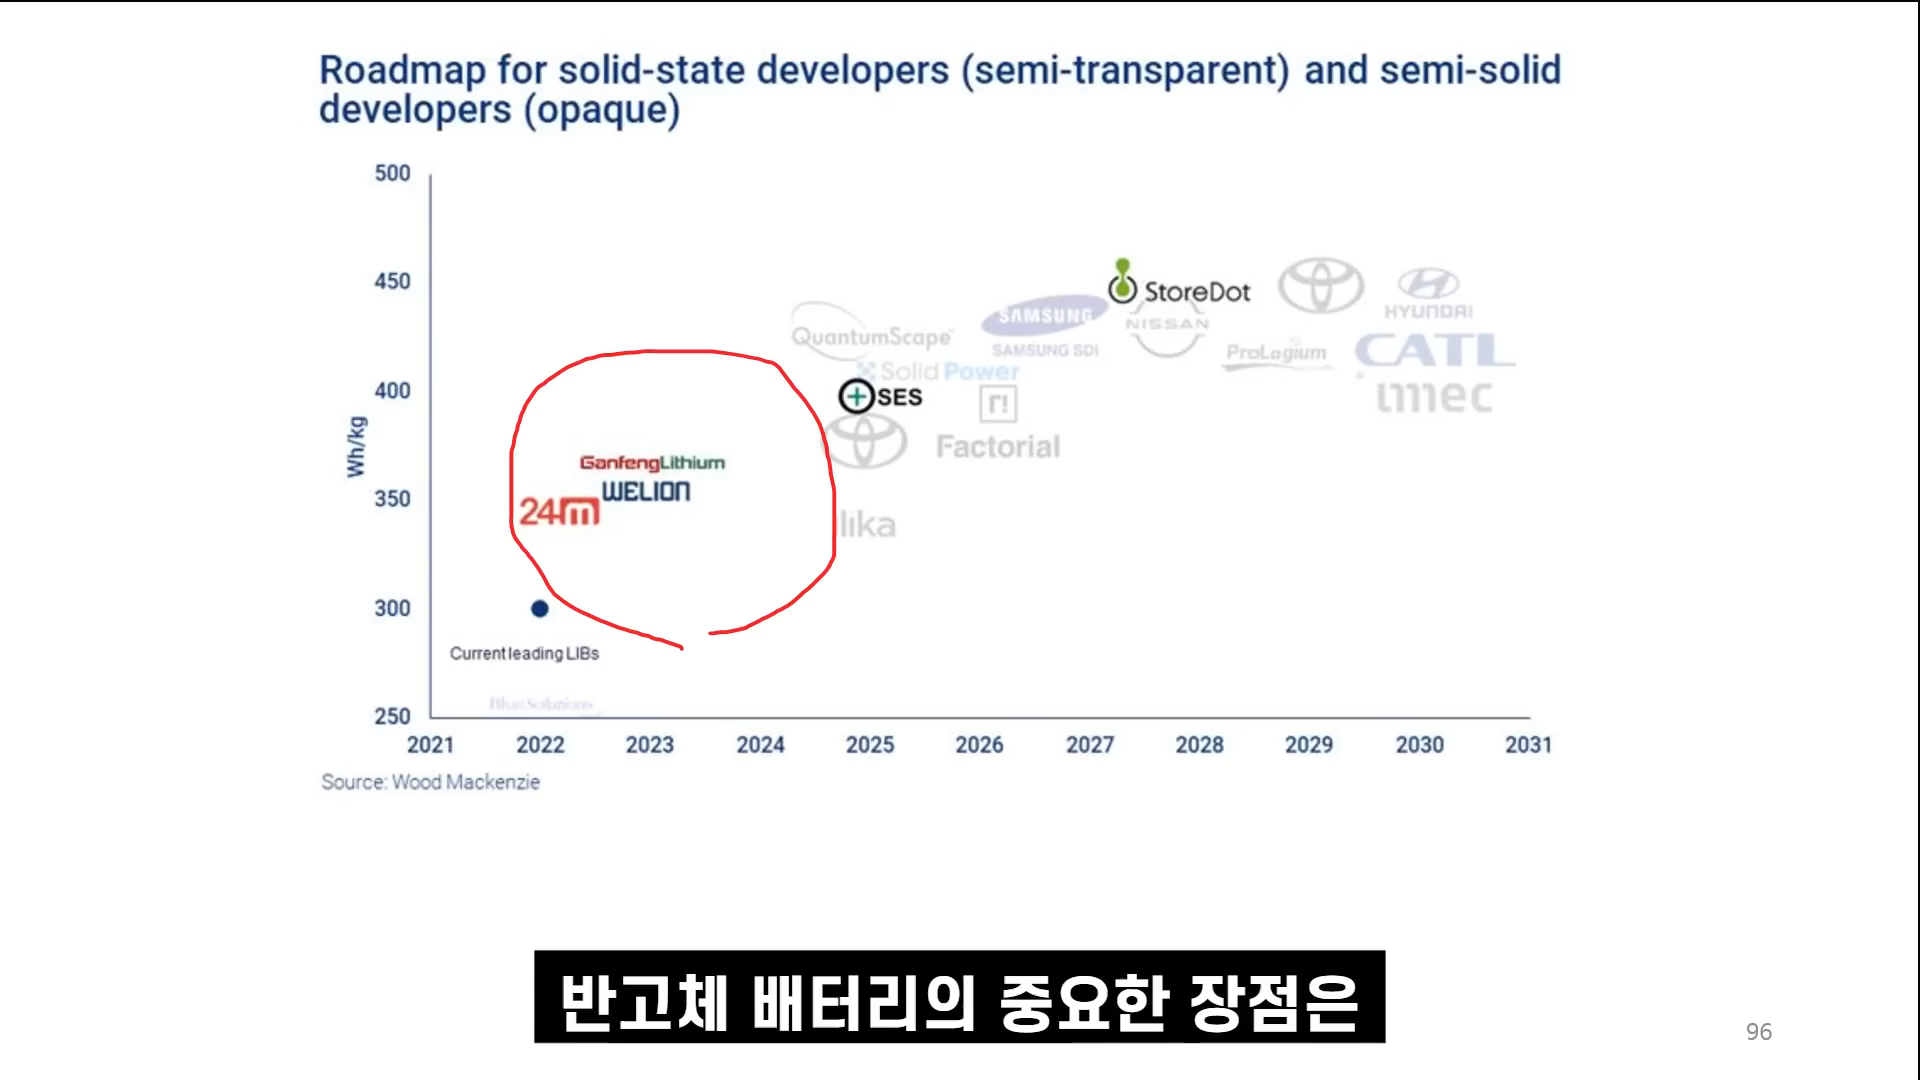 Roadmap for solid-state developers (semi-transparent) and semi-solid
developers (opaque)
500
450
400
350
300
250
Wh/kg
StoreDot
HYUNDAI
SAMSUNG
SAMSUNG SDI
NISSAN
QuantumScape
ProLogium
CATL
Solid Power
SES
imec
Factorial
GanfengLithium
WELION
24m
lika
Current leading LIBs
BlueSolutions
2021 2022 2023 2024 2025 2026 2027 2028 2029 2030 2031
Source: Wood Mackenzie
반고체 배터리의 중요한 장점은
96